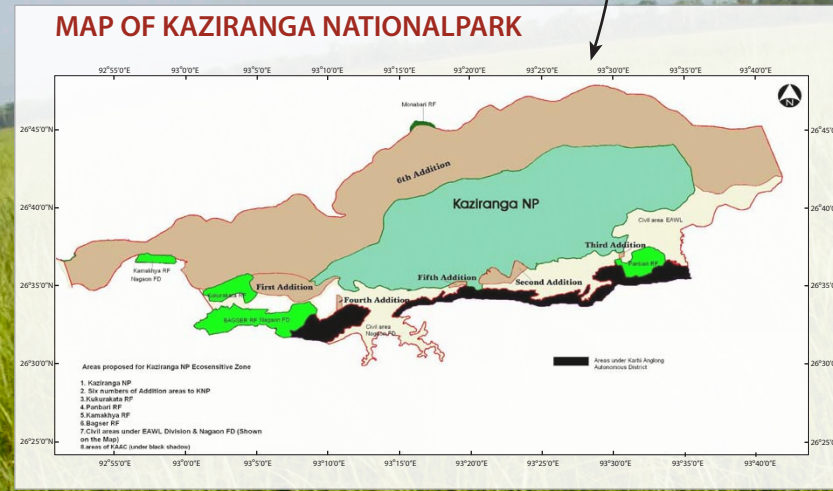 MAP OF KAZIRANGA NATIONALPARK
92°55'0"E 93°0'0"E 93°5'0"E 93°10'0"E 93°15'0"E 93°20'0"E 93°25'0"E 93°30'0"E 93°35'0"E 93°40'0"E
N
Monabari RF
26°45'0"N 26°45'0"N
6th Addition
Kaziranga NP
26°40'0"N 26°40'0"N
Civil area EAWL
Third Addition
Kamakhya RF
Nagaon FD
Panbari RF
Fifth Addition
Second Addition
26°35'0"N 26°35'0"N
First Addition
Kukurakata RF
Fourth Addition
BAGSER RF Nagaon FD
Civil area
Nagaon FD
26°30'0"N 26°30'0"N
Areas under Karbi Anglong
Autonomous District
Areas proposed for Kaziranga NP Ecosensitive Zone
1. Kaziranga NP
2. Six numbers of Addition areas to KNP
3.Kukurakata RF
4.Panbari RF
5.Kamakhya RF
6.Bagser RF
7.Civil areas under EAWL Division & Nagaon FD (Shown
on the Map)
8.areas of KAAC (under black shadow)
26°25'0"N 26°25'0"N
92°55'0"E 93°0'0"E 93°5'0"E 93°10'0"E 93°15'0"E 93°20'0"E 93°25'0"E 93°30'0"E 93°35'0"E 93°40'0"E